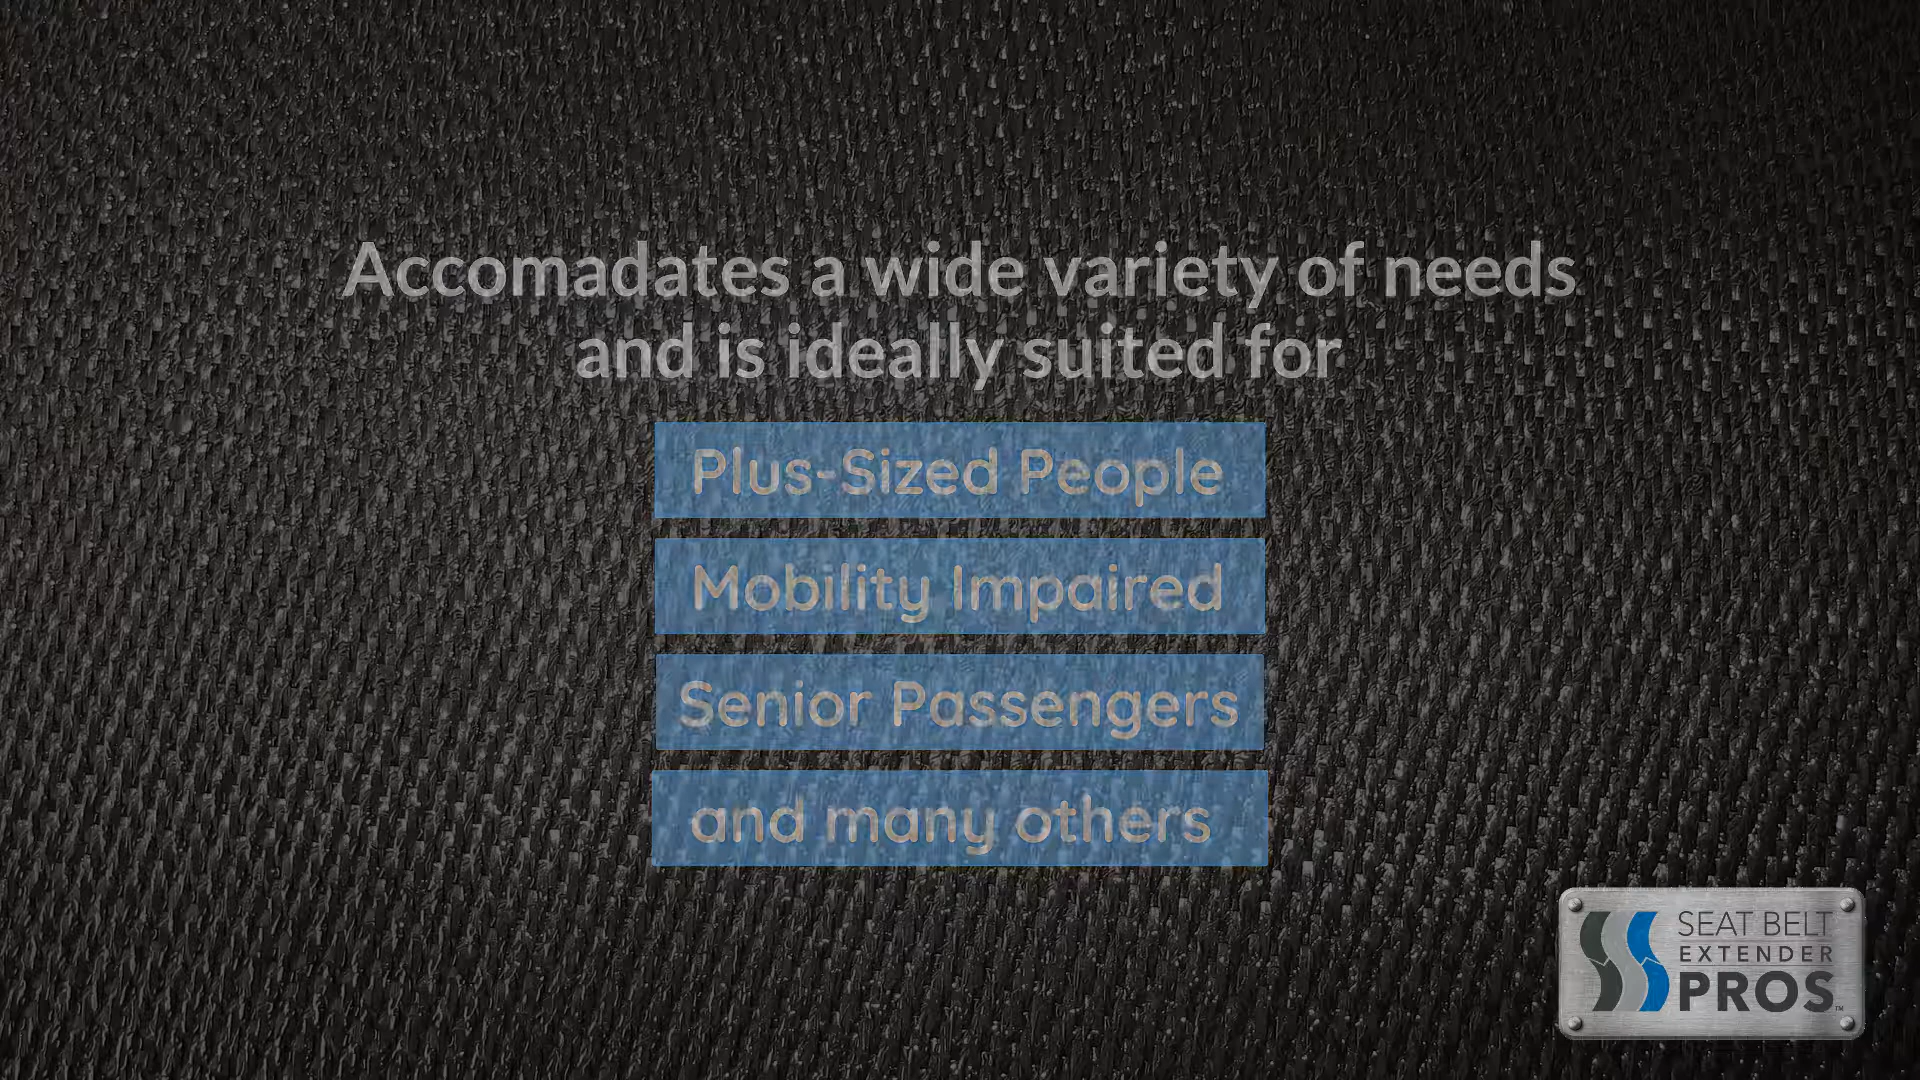 Accomadates a wide variety of needs
and is ideally suited for
Plus-Sized People
Mobility Impaired
Senior Passengers
and many others
SEAT BELT
EXTENDER
PROS™